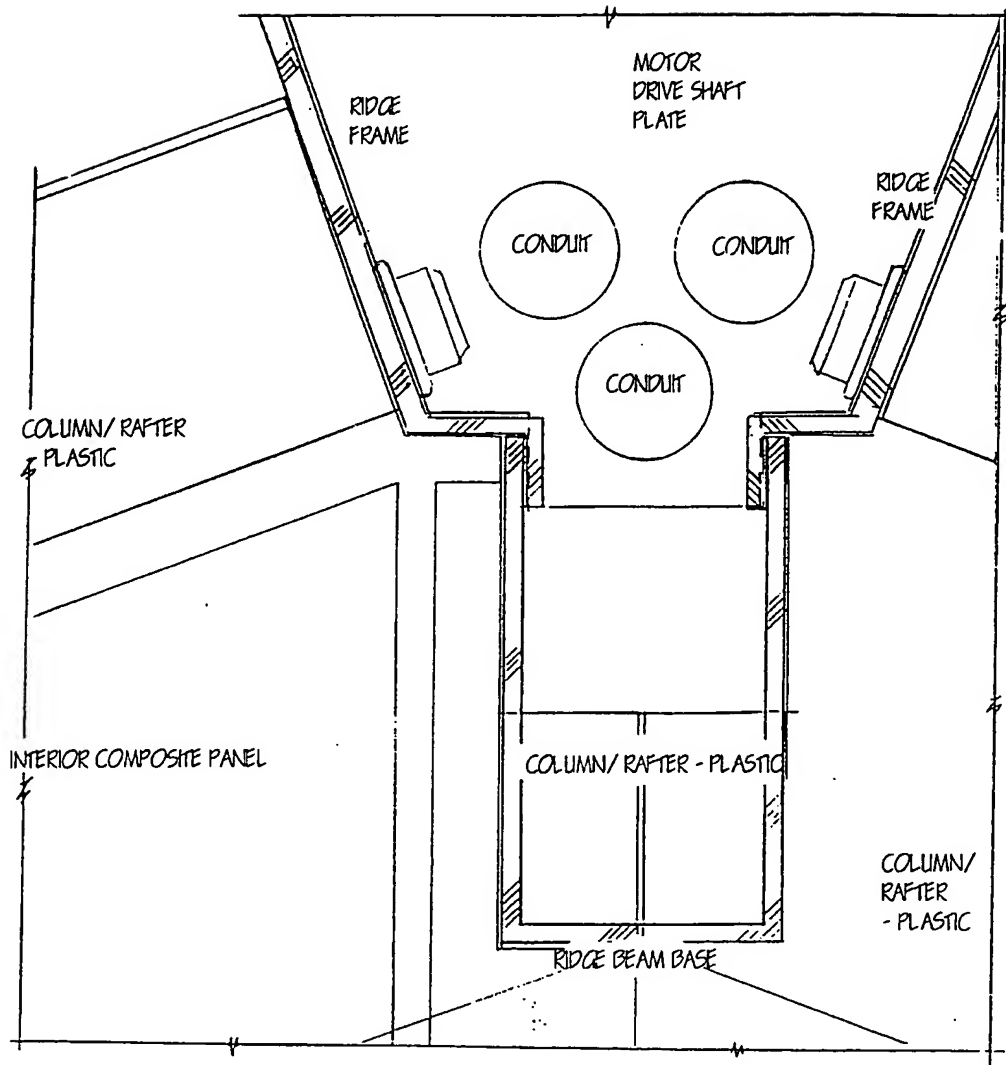 MOTOR
DRIVE SHAFT
PLATE
RIDGE
FRAME
RIDGE
FRAME
CONDUIT
CONDUIT
CONDUIT
COLUMN/ RAFTER
PLASTIC
INTERIOR COMPOSITE PANEL
COLUMN/ RAFTER - PLASTIC
COLUMN/
RAFTER
- PLASTIC
RIDGE BEAM BASE